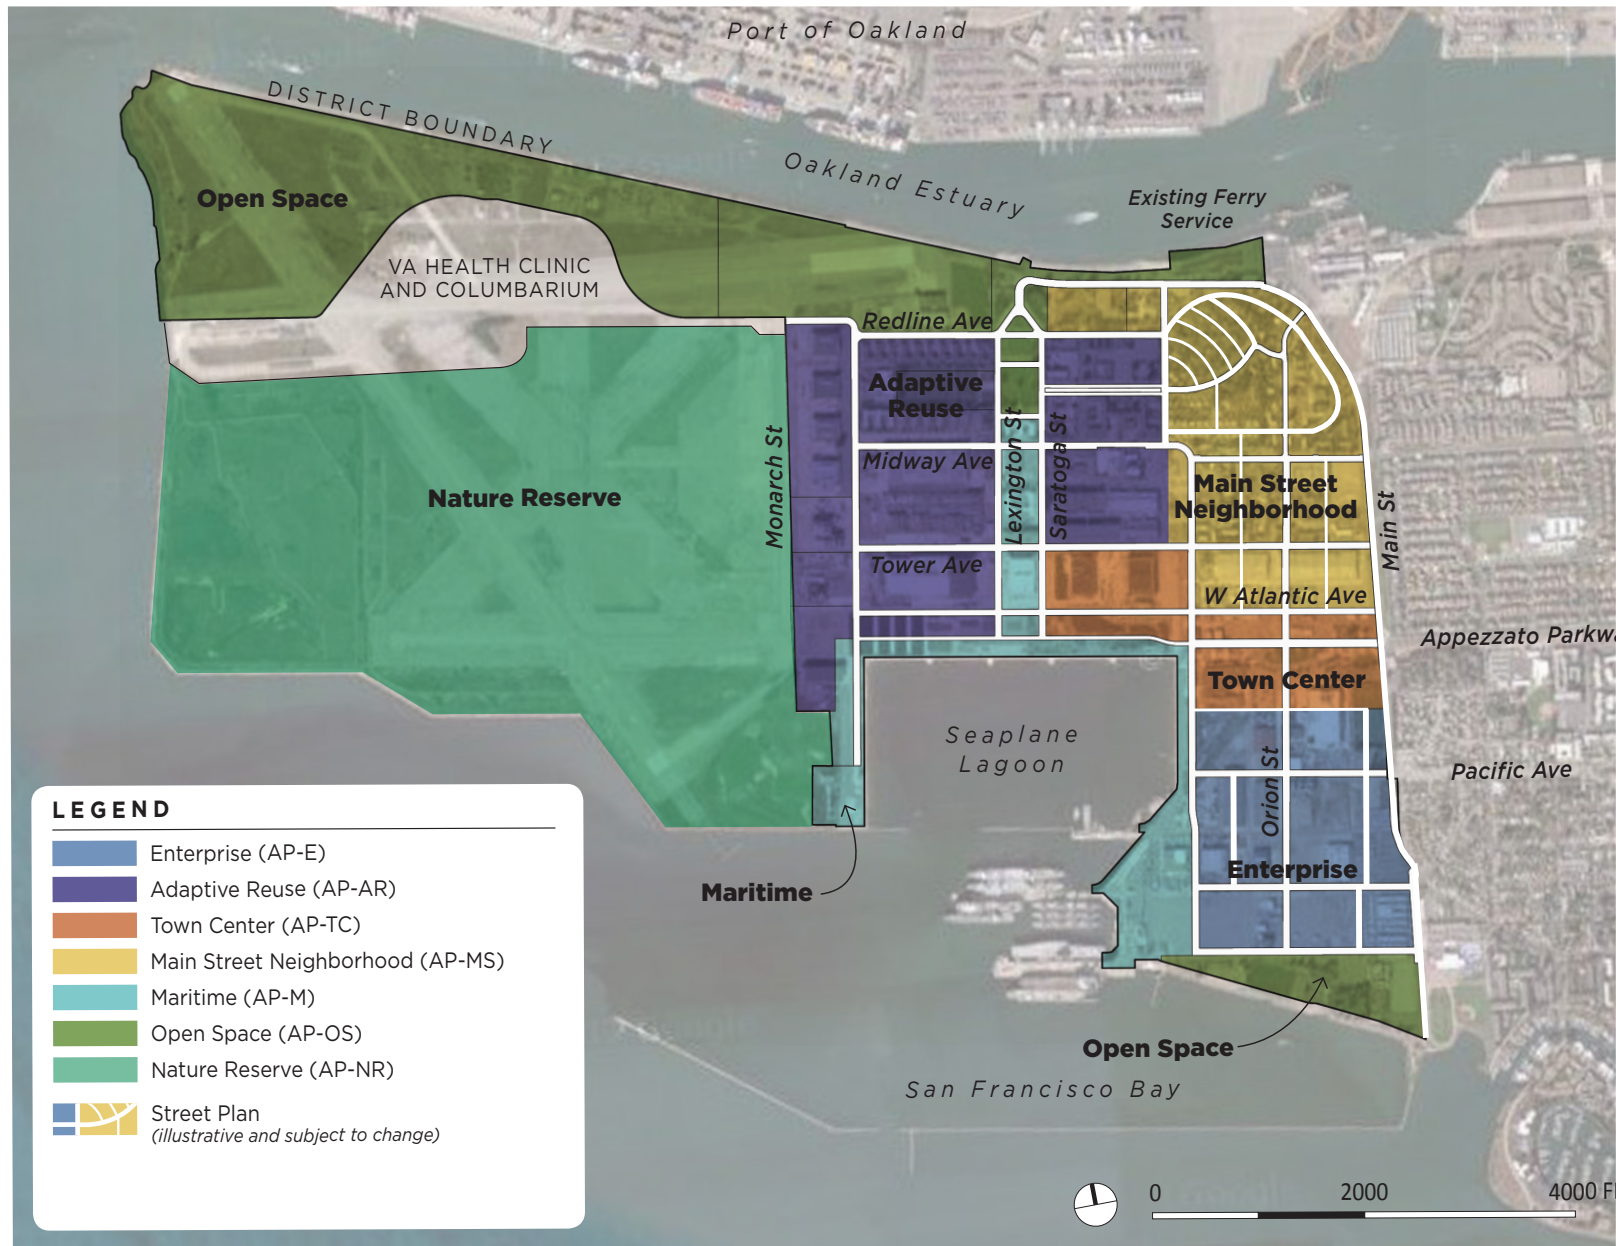 Port of Oakland
DISTRICT BOUNDARY
Oakland Estuary
Existing Ferry
Service
Open Space
VA HEALTH CLINIC
AND COLUMBARIUM
Redline Ave
Adaptive
Reuse
Monarch St
Lexington St
Saratoga St
Midway Ave
Nature Reserve
Main Street
Neighborhood
Main St
Tower Ave
W Atlantic Ave
Appezzato Parkwa
Town Center
Seaplane
Lagoon
Orion St
Pacific Ave
Enterprise
Maritime
Open Space
San Francisco Bay
LEGEND
Enterprise (AP-E)
Adaptive Reuse (AP-AR)
Town Center (AP-TC)
Main Street Neighborhood (AP-MS)
Maritime (AP-M)
Open Space (AP-OS)
Nature Reserve (AP-NR)
Street Plan
(illustrative and subject to change)
0 2000 4000 F